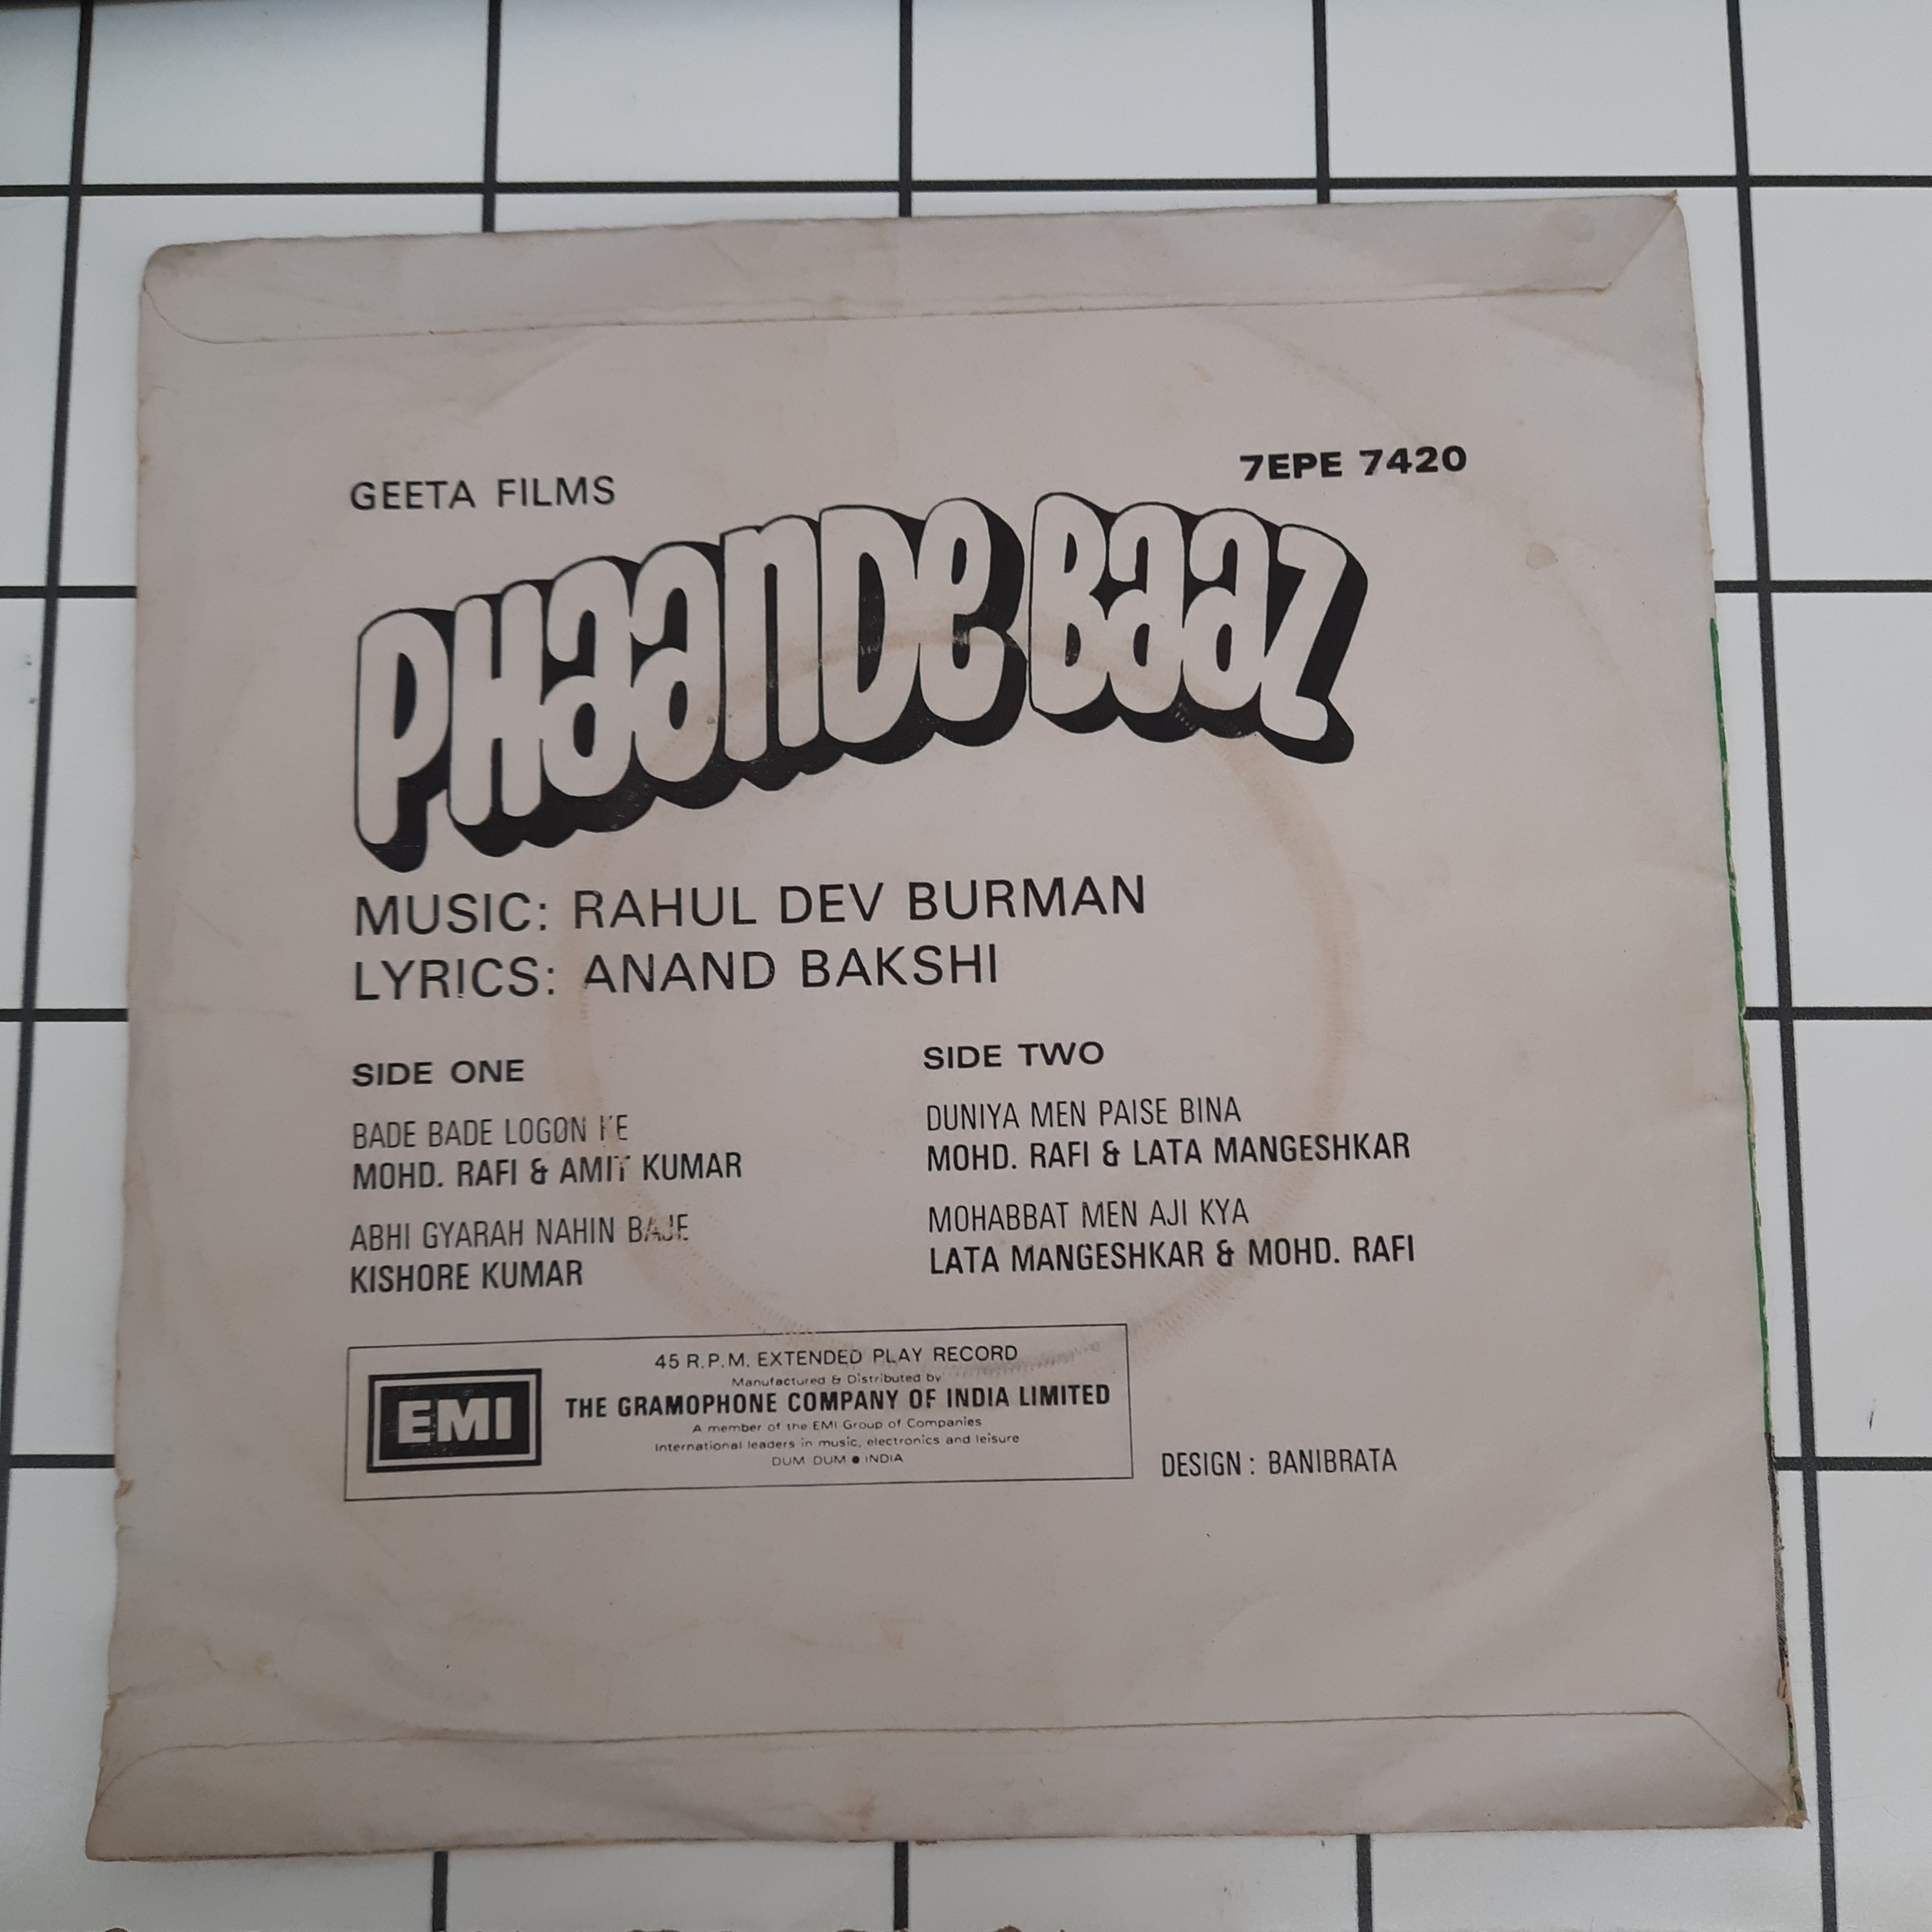 GEETA FILMS
7EPE 7420
PHaanDe BaaZ
MUSIC: RAHUL DEV BURMAN
LYRICS: ANAND BAKSHI
SIDE ONE
BADE BADE LOGON KE
MOHD. RAFI & AMIT KUMAR
ABHI GYARAH NAHIN BAJE
KISHORE KUMAR
SIDE TWO
DUNIYA MEN PAISE BINA
MOHD. RAFI & LATA MANGESHKAR
MOHABBAT MEN AJI KYA
LATA MANGESHKAR & MOHD. RAFI
EMI
45 R.P.M. EXTENDED PLAY RECORD
Manufactured & Distributed by
THE GRAMOPHONE COMPANY OF INDIA LIMITED
A member of the EMI Group of Companies
International leaders in music, electronics and leisure
DUM DUM ● INDIA
DESIGN : BANIBRATA